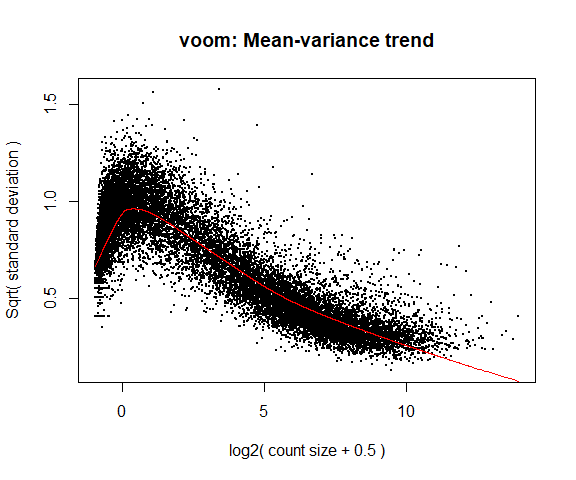 voom: Mean-variance trend
Sqrt( standard deviation )
1.5
1.0
0.5
0
5
10
log2( count size + 0.5 )